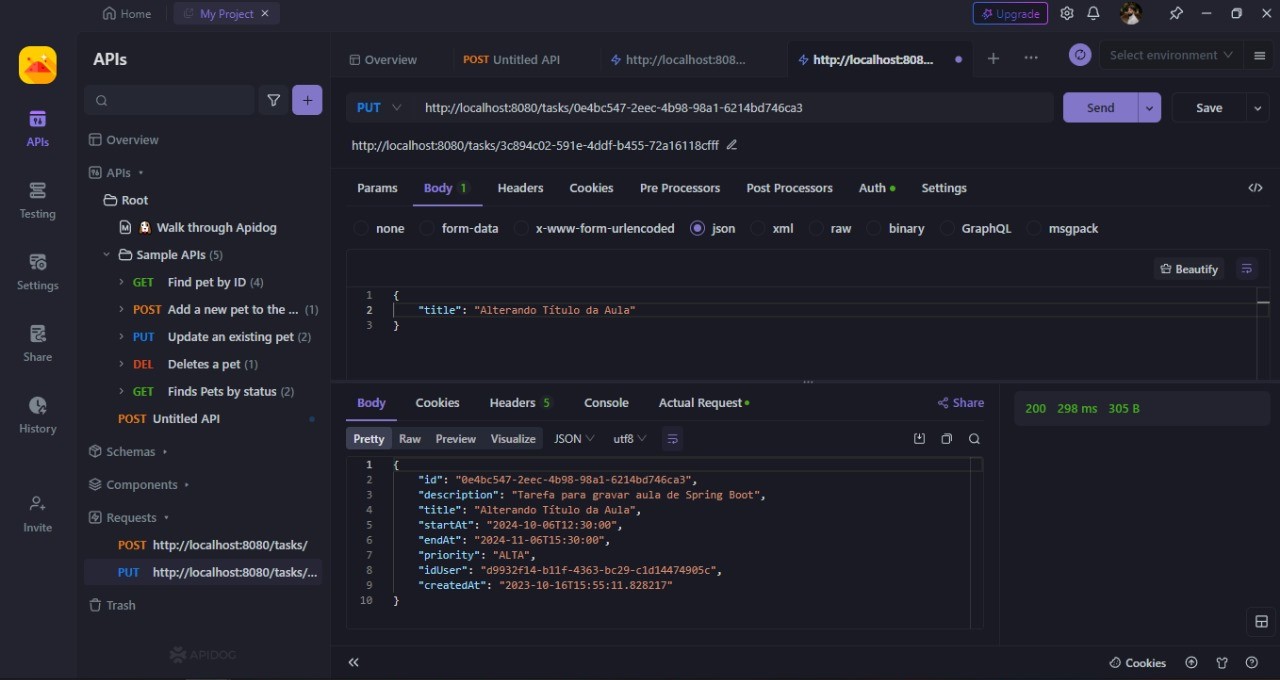 Home
My Project
Upgrade
APIs
Testing
Settings
Share
History
Invite
APIs
Overview
APIs
Root
Walk through Apidog
Sample APIs (5)
GET Find pet by ID (4)
POST Add a new pet to the ... (1)
PUT Update an existing pet (2)
DEL Deletes a pet (1)
GET Finds Pets by status (2)
POST Untitled API
Schemas
Components
Requests
POST http://localhost:8080/tasks/
PUT http://localhost:8080/tasks/...
Trash
APIDOG
Overview
POST Untitled API
http://localhost:808...
http://localhost:808...
Select environment
PUT http://localhost:8080/tasks/0e4bc547-2eec-4b98-98a1-6214bd746ca3
Send
Save
http://localhost:8080/tasks/3c894c02-591e-4ddf-b455-72a16118cfff
Params Body 1 Headers Cookies Pre Processors Post Processors Auth Settings
none form-data x-www-form-urlencoded json xml raw binary GraphQL msgpack
Beautify
1 {
2 "title": "Alterando Título da Aula"
3 }
Body Cookies Headers 5 Console Actual Request
Share
200 298 ms 305 B
Pretty Raw Preview Visualize JSON utf8
1 {
2 "id": "0e4bc547-2eec-4b98-98a1-6214bd746ca3",
3 "description": "Tarefa para gravar aula de Spring Boot",
4 "title": "Alterando Título da Aula",
5 "startAt": "2024-10-06T12:30:00",
6 "endAt": "2024-11-06T15:30:00",
7 "priority": "ALTA",
8 "idUser": "d9932f14-b11f-4363-bc29-c1d14474905c",
9 "createdAt": "2023-10-16T15:55:11.828217"
10 }
Cookies